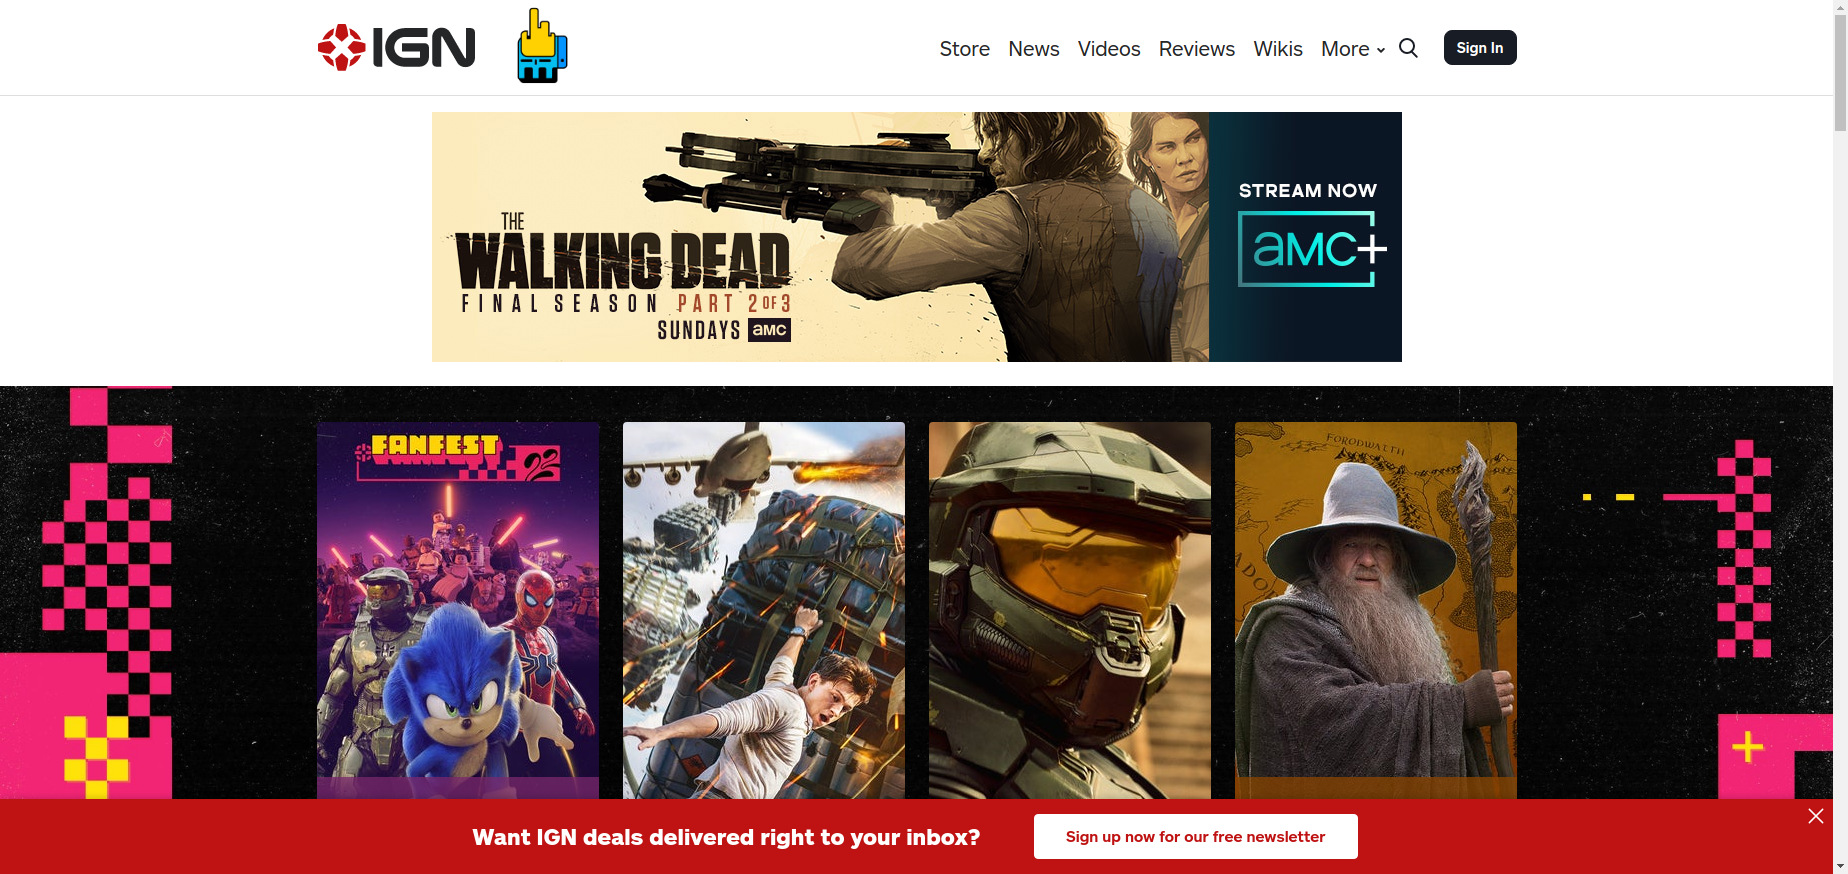 IGN
Store News Videos Reviews Wikis More
Sign In
THE
WALKING DEAD
FINAL SEASON PART 2 OF 3
SUNDAYS aMC
STREAM NOW
aMC+
FANFEST
22
FORODWAITH
Want IGN deals delivered right to your inbox?
Sign up now for our free newsletter